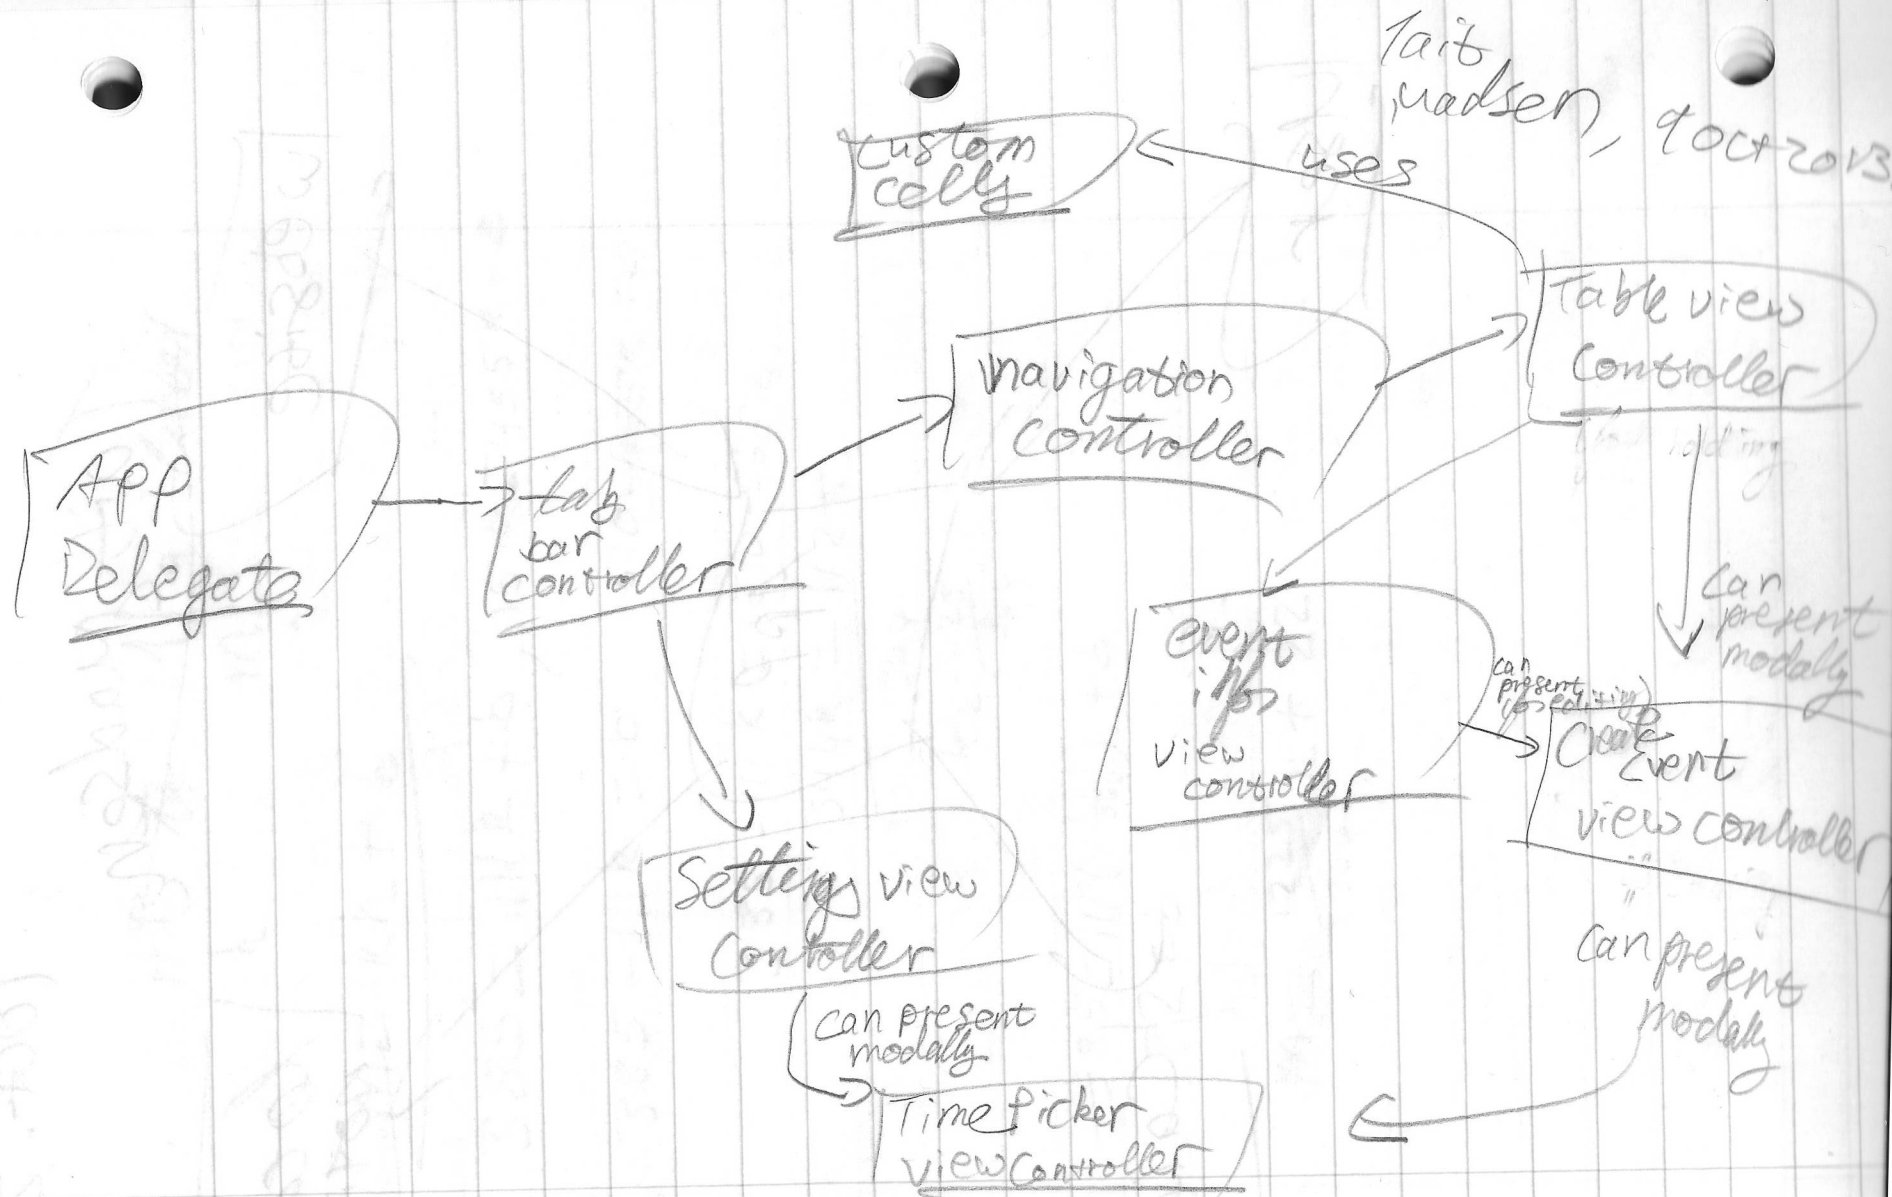 Tait
Madsen, 9 Oct 2013
custom
cells
uses
Table view
controller
navigation
controller
App
Delegate
tab
bar
controller
can
present
modally
event
info
view
controller
can
present
(for editing)
Create
Event
view controller
Settings view
Controller
can present
modally
can present
modally
Time Picker
view Controller